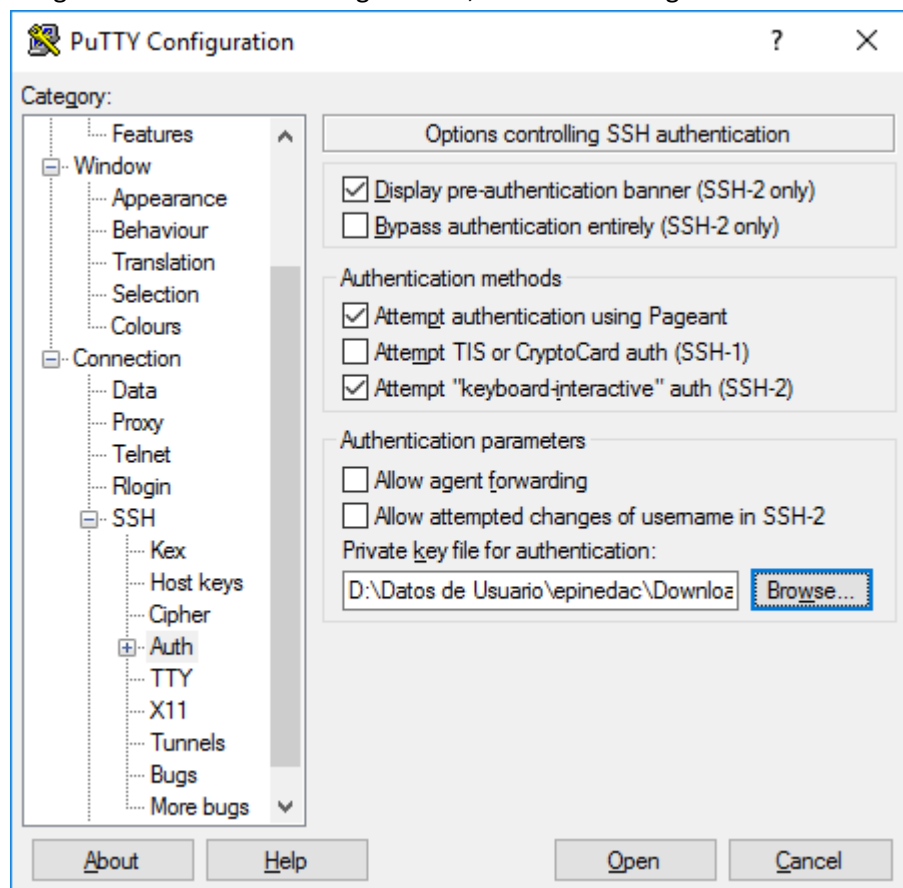 PuTTY Configuration ? ×
Category:
Features
Window
Appearance
Behaviour
Translation
Selection
Colours
Connection
Data
Proxy
Telnet
Rlogin
SSH
Kex
Host keys
Cipher
Auth
TTY
X11
Tunnels
Bugs
More bugs
Options controlling SSH authentication
Display pre-authentication banner (SSH-2 only)
Bypass authentication entirely (SSH-2 only)
Authentication methods
Attempt authentication using Pageant
Attempt TIS or CryptoCard auth (SSH-1)
Attempt "keyboard-interactive" auth (SSH-2)
Authentication parameters
Allow agent forwarding
Allow attempted changes of username in SSH-2
Private key file for authentication:
D:\Datos de Usuario\epinedac\Downloa Browse...
About Help Open Cancel